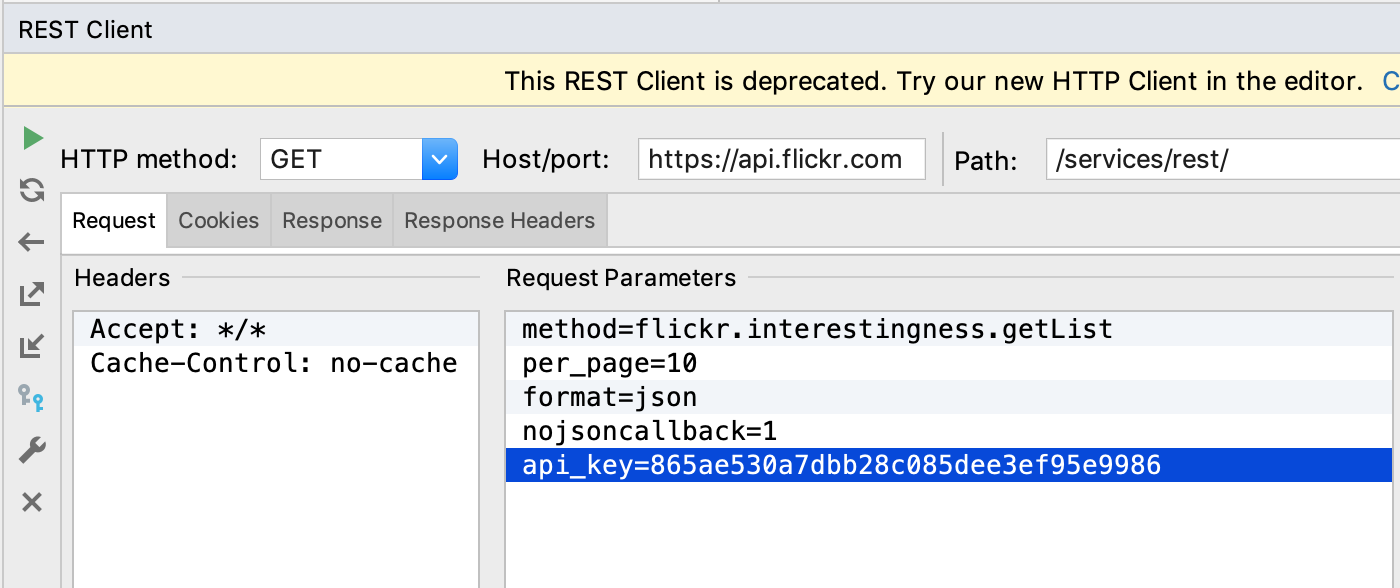 REST Client
This REST Client is deprecated. Try our new HTTP Client in the editor. C
HTTP method: GET Host/port: https://api.flickr.com Path: /services/rest/
Request Cookies Response Response Headers
Headers
Accept: */*
Cache-Control: no-cache
Request Parameters
method=flickr.interestingness.getList
per_page=10
format=json
nojsoncallback=1
api_key=865ae530a7dbb28c085dee3ef95e9986